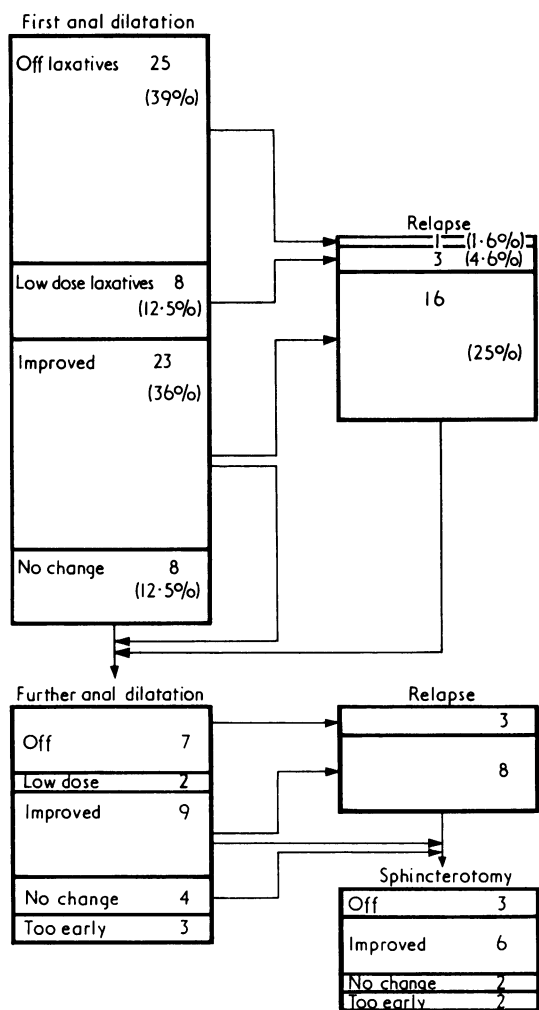 First anal dilatation
Off laxatives 25
(39%)
Low dose laxatives 8
(12·5%)
Improved 23
(36%)
No change 8
(12·5%)
Relapse
1 (1·6%)
3 (4·6%)
16
(25%)
Further anal dilatation
Off 7
Low dose 2
Improved 9
No change 4
Too early 3
Relapse
3
8
Sphincterotomy
Off 3
Improved 6
No change 2
Too early 2